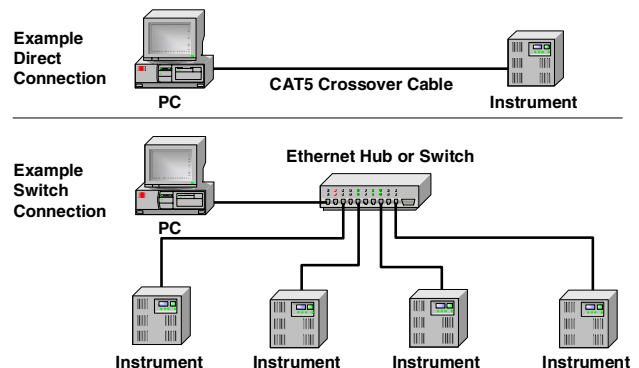 Example
Direct
Connection
PC
CAT5 Crossover Cable
Instrument
Example
Switch
Connection
Ethernet Hub or Switch
PC
Instrument
Instrument
Instrument
Instrument